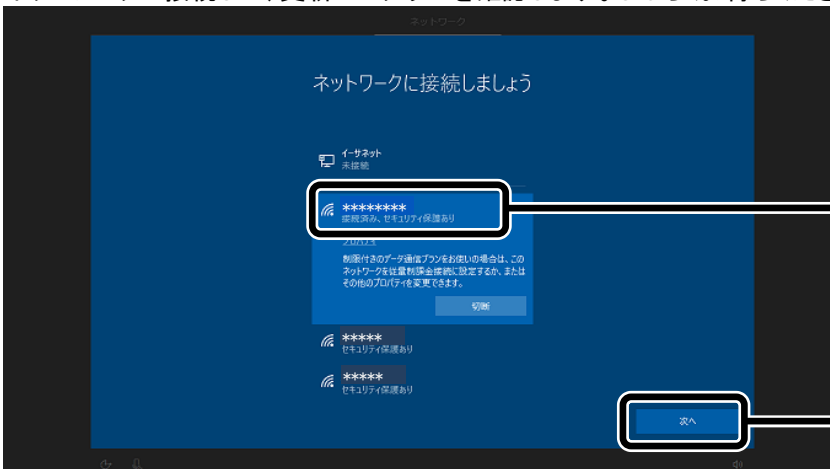 ネットワーク
ネットワークに接続しましょう
イーサネット
未接続
********
接続済み、セキュリティ保護あり
プロパティ
制限付きのデータ通信プランをお使いの場合は、この
ネットワークを従量制課金接続に設定するか、または
その他のプロパティを変更できます。
切断
*****
セキュリティ保護あり
*****
セキュリティ保護あり
次へ